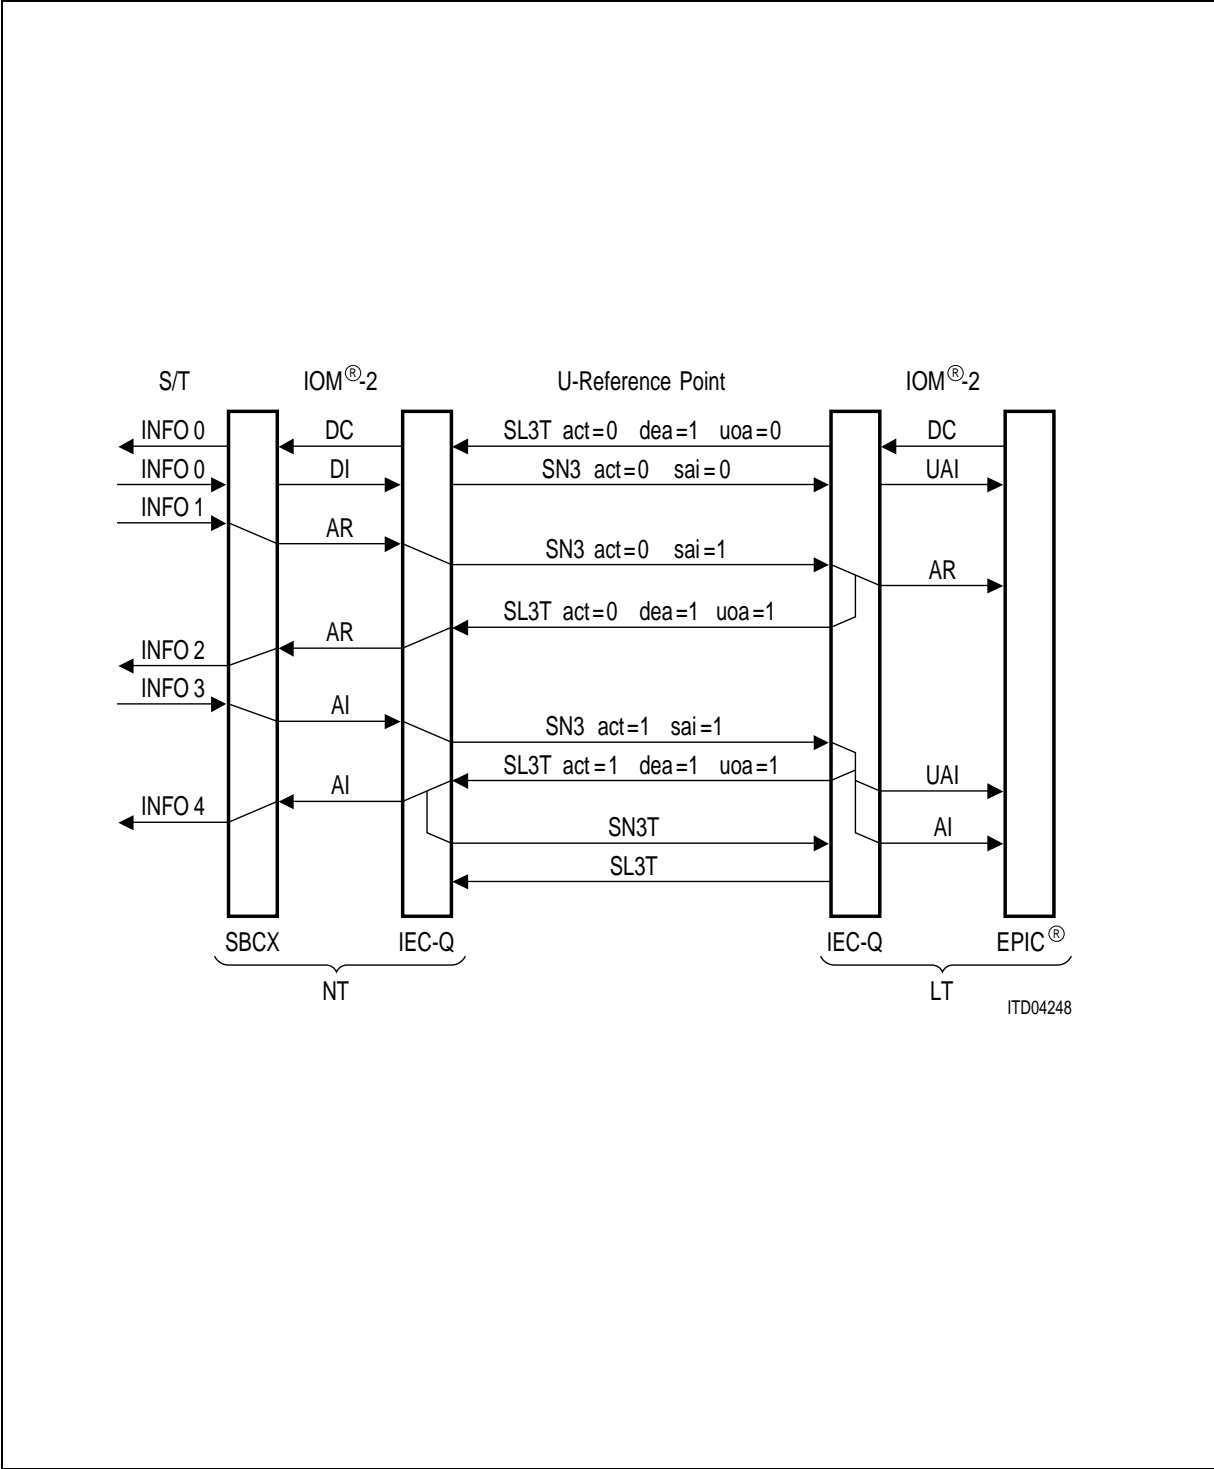 S/T IOM®-2 U-Reference Point IOM®-2
INFO 0 DC SL3T act=0 dea=1 uoa=0 DC
INFO 0 DI SN3 act=0 sai=0 UAI
INFO 1
AR
SN3 act=0 sai=1
AR
SL3T act=0 dea=1 uoa=1
AR
INFO 2
INFO 3
AI
SN3 act=1 sai=1
SL3T act=1 dea=1 uoa=1
UAI
AI
INFO 4
SN3T AI
SL3T
SBCX IEC-Q IEC-Q EPIC®
NT LT
ITD04248